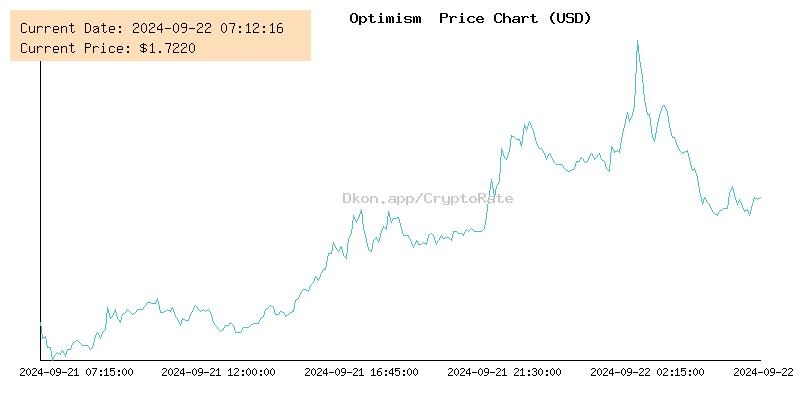 Optimism  Price Chart (USD)
Current Date: 2024-09-22 07:12:16
Current Price: $1.7220
Dkon.app/CryptoRate
2024-09-21 07:15:00 2024-09-21 12:00:00 2024-09-21 16:45:00 2024-09-21 21:30:00 2024-09-22 02:15:00 2024-09-22